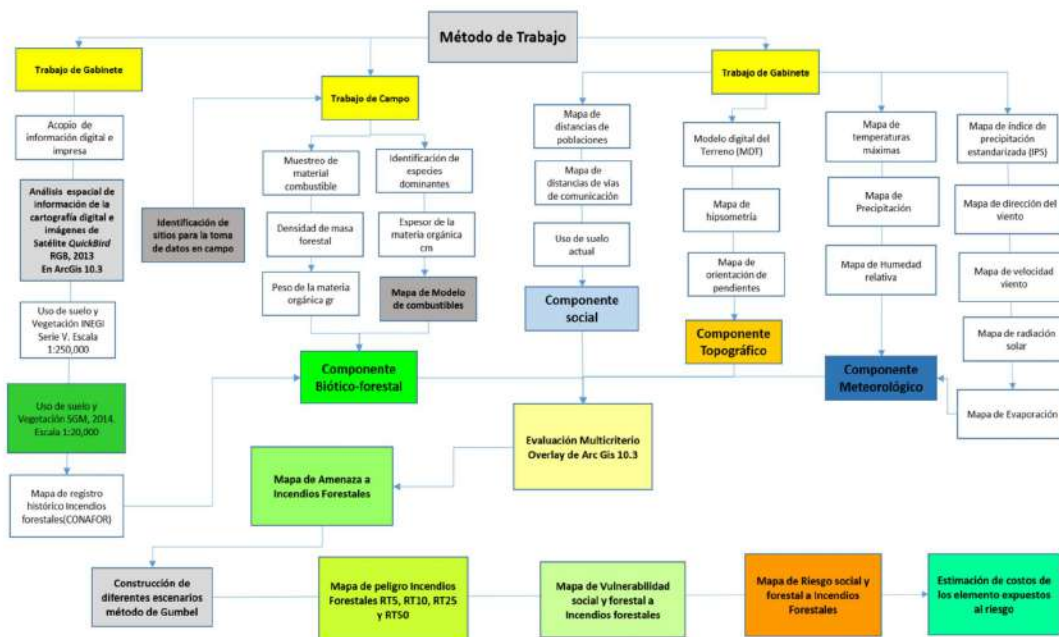 Método de Trabajo
Trabajo de Gabinete
Acopio de
información digital e
impresa
Análisis espacial de
información de la
cartografía digital e
imágenes de
Satélite QuickBird
RGB, 2013
En ArcGis 10.3
Uso de suelo y
Vegetación INEGI
Serie V. Escala
1:250,000
Uso de suelo y
Vegetación SGM, 2014.
Escala 1:20,000
Mapa de registro
histórico Incendios
forestales(CONAFOR)
Trabajo de Campo
Identificación de
sitios para la toma
de datos en campo
Muestreo de
material
combustible
Densidad de masa
forestal
Peso de la materia
orgánica gr
Identificación de
especies
dominantes
Espesor de la
materia orgánica
cm
Mapa de Modelo
de combustibles
Componente
Biótico-forestal
Trabajo de Gabinete
Mapa de
distancias de
poblaciones
Mapa de
distancias de vías
de comunicación
Uso de suelo
actual
Componente
social
Modelo digital del
Terreno (MDT)
Mapa de
hipsometría
Mapa de
orientación de
pendientes
Componente
Topográfico
Mapa de
temperaturas
máximas
Mapa de
Precipitación
Mapa de Humedad
relativa
Componente
Meteorológico
Mapa de índice de
precipitación
estandarizada (IPS)
Mapa de dirección del
viento
Mapa de velocidad
viento
Mapa de radiación
solar
Mapa de Evaporación
Evaluación Multicriterio
Overlay de Arc Gis 10.3
Mapa de Amenaza a
Incendios Forestales
Construcción de
diferentes escenarios
método de Gumbel
Mapa de peligro Incendios
Forestales RT5, RT10, RT25
y RT50
Mapa de Vulnerabilidad
social y forestal a
Incendios forestales
Mapa de Riesgo social y
forestal a Incendios
Forestales
Estimación de costos de
los elemento expuestos
al riesgo